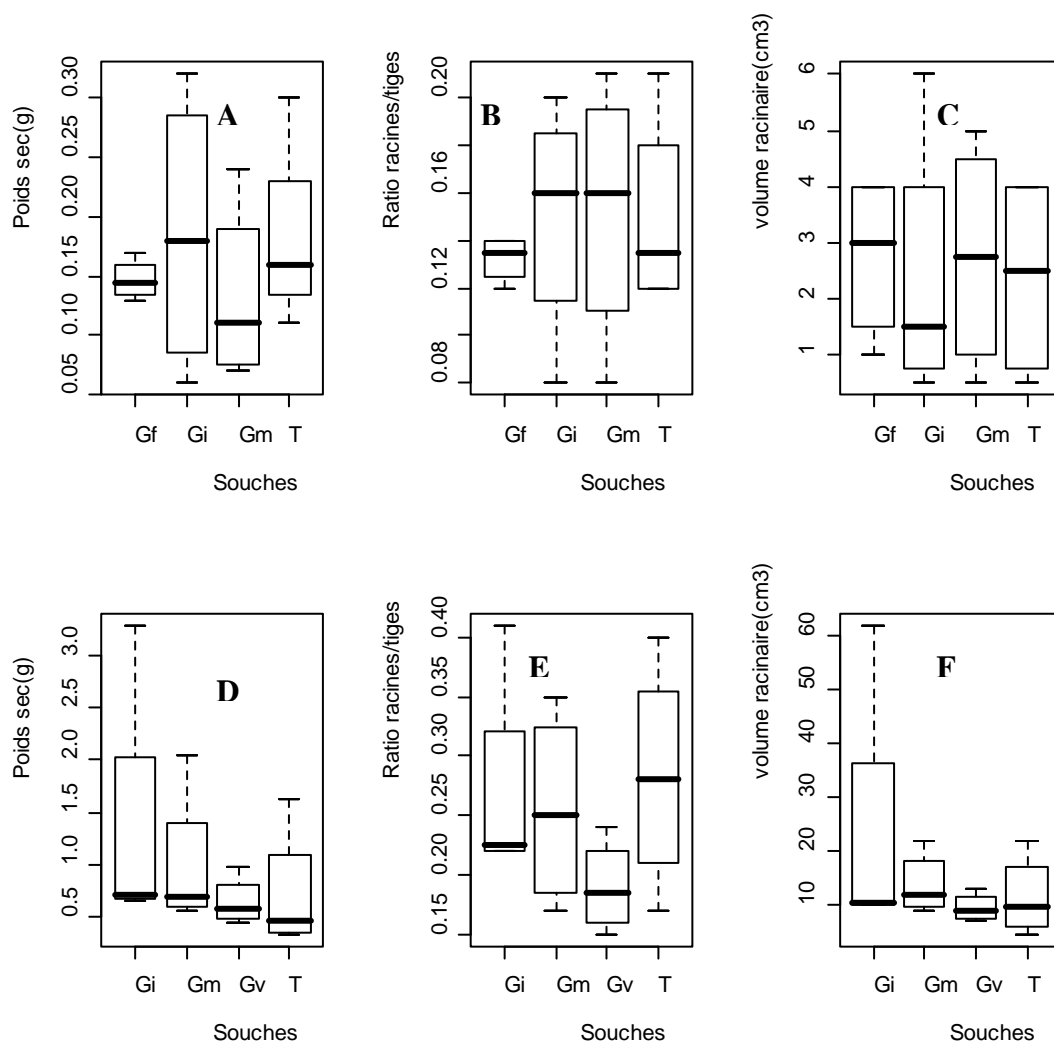 Poids sec(g)
0.05 0.10 0.15 0.20 0.25 0.30
A
Gf Gi Gm T
Souches
Ratio racines/tiges
0.08 0.12 0.16 0.20
B
Gf Gi Gm T
Souches
volume racinaire(cm3)
1 2 3 4 5 6
C
Gf Gi Gm T
Souches
Poids sec(g)
0.5 1.0 1.5 2.0 2.5 3.0
D
Gi Gm Gv T
Souches
Ratio racines/tiges
0.15 0.20 0.25 0.30 0.35 0.40
E
Gi Gm Gv T
Souches
volume racinaire(cm3)
10 20 30 40 50 60
F
Gi Gm Gv T
Souches